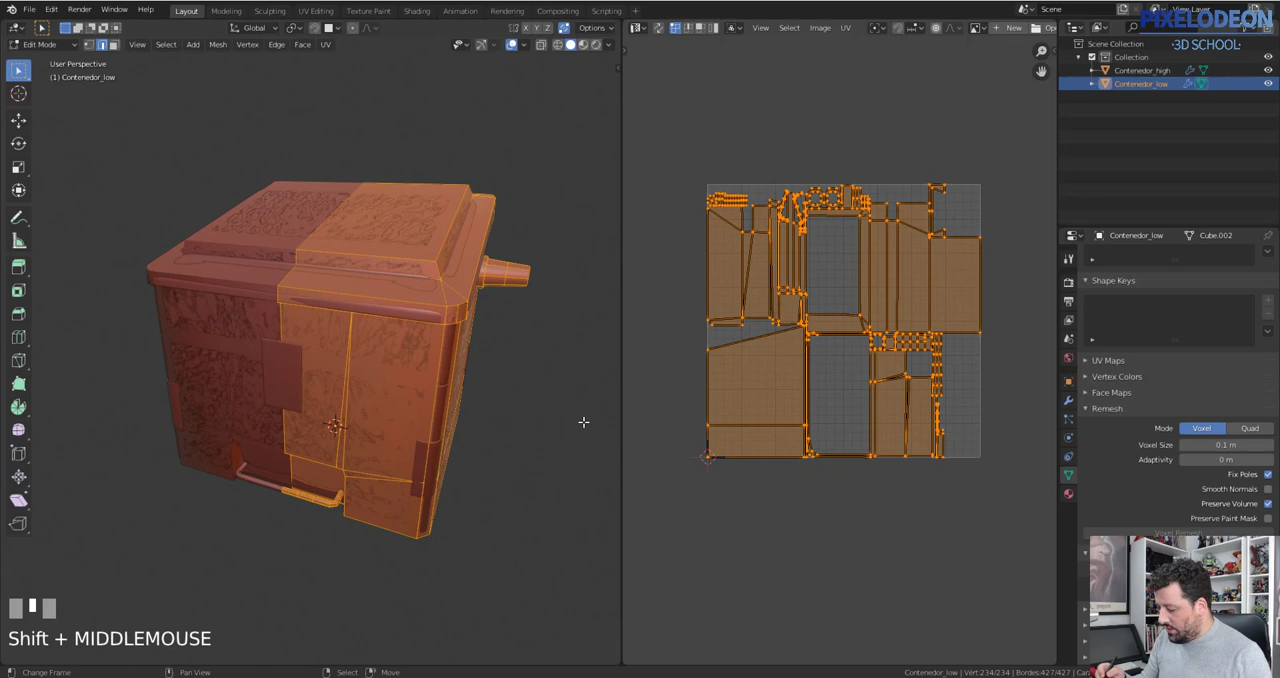 File Edit Render Window Help
Layout Modeling Sculpting UV Editing Texture Paint Shading Animation Rendering Compositing Scripting +
Scene
PIXELODEON
·3D SCHOOL·
Global
X Y Z
Options
View Select Image UV
New
Op
Edit Mode
View Select Add Mesh Vertex Edge Face UV
User Perspective
(1) Contenedor_low
Scene Collection
Collection
Contenedor_high
Contenedor_low
Contenedor_low
Cube.002
Shape Keys
UV Maps
Vertex Colors
Face Maps
Remesh
Mode
Voxel
Quad
Voxel Size
0.1 m
Adaptivity
0 m
Fix Poles
Smooth Normals
Preserve Volume
Preserve Paint Mask
Shift + MIDDLEMOUSE
Change Frame
Pan View
Select
Move
Contenedor_low | Vért:234/234 | Bordes:427/427 |